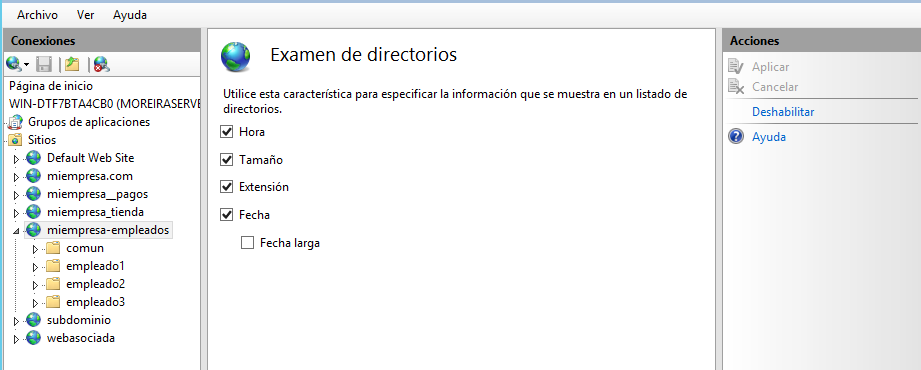 Archivo Ver Ayuda
Conexiones
Página de inicio
WIN-DTF7BTA4CB0 (MOREIRASERVE
Grupos de aplicaciones
Sitios
Default Web Site
miempresa.com
miempresa__pagos
miempresa_tienda
miempresa-empleados
comun
empleado1
empleado2
empleado3
subdominio
webasociada
Examen de directorios
Utilice esta característica para especificar la información que se muestra en un listado de
directorios.
Hora
Tamaño
Extensión
Fecha
Fecha larga
Acciones
Aplicar
Cancelar
Deshabilitar
Ayuda